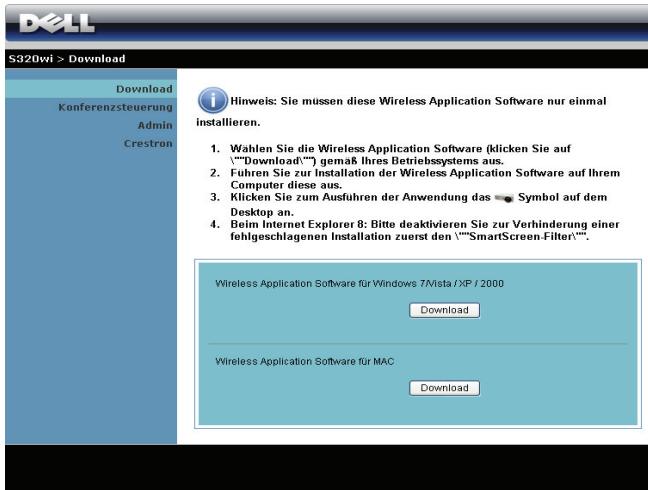 DELL
S320wi > Download
Download
Konferenzsteuerung
Admin
Crestron
Hinweis: Sie müssen diese Wireless Application Software nur einmal
installieren.
1. Wählen Sie die Wireless Application Software (klicken Sie auf
\""Download\"") gemäß Ihres Betriebssystems aus.
2. Führen Sie zur Installation der Wireless Application Software auf Ihrem
Computer diese aus.
3. Klicken Sie zum Ausführen der Anwendung das Symbol auf dem
Desktop an.
4. Beim Internet Explorer 8: Bitte deaktivieren Sie zur Verhinderung einer
fehlgeschlagenen Installation zuerst den \""SmartScreen-Filter\"".
Wireless Application Software für Windows 7/Vista / XP / 2000
Download
Wireless Application Software für MAC
Download